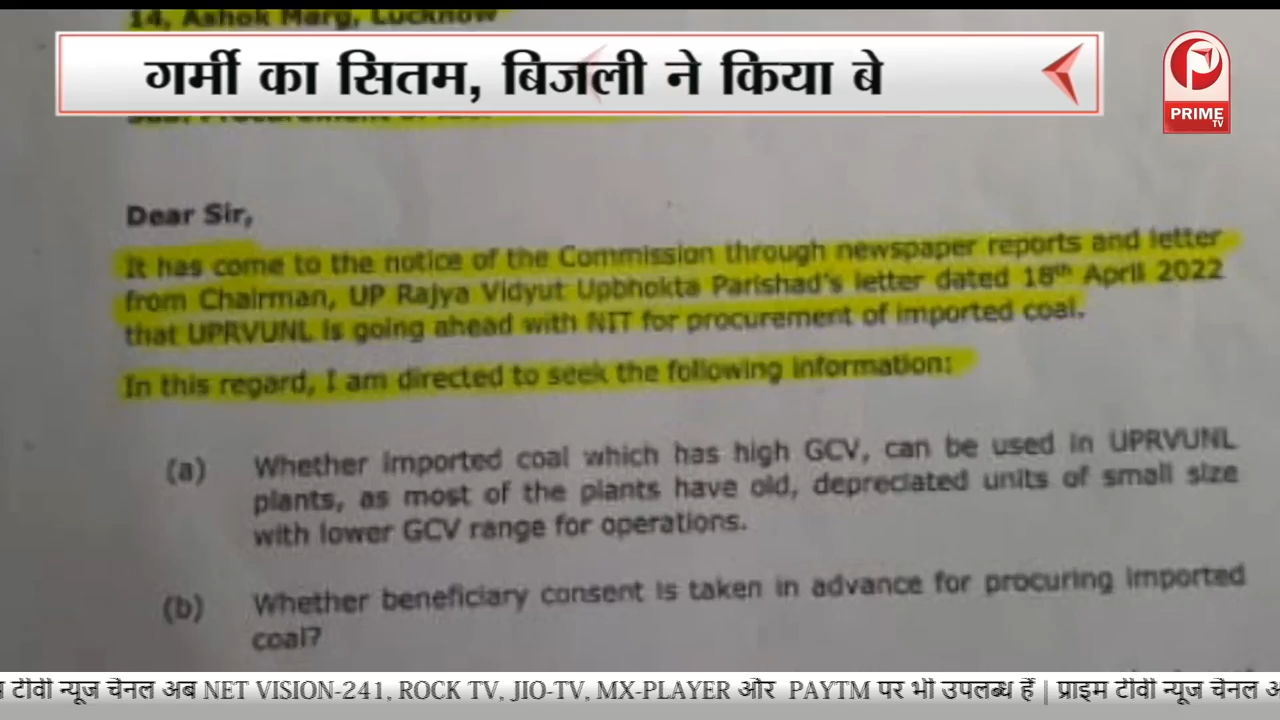 14, Ashok Marg, Lucknow
गर्मी का सितम, बिजली ने किया बे
PRIME
TV
Dear Sir,
It has come to the notice of the Commission through newspaper reports and letter
from Chairman, UP Rajya Vidyut Upbhokta Parishad's letter dated 18th April 2022
that UPRVUNL is going ahead with NIT for procurement of imported coal.
In this regard, I am directed to seek the following information:
(a) Whether imported coal which has high GCV, can be used in UPRVUNL
plants, as most of the plants have old, depreciated units of small size
with lower GCV range for operations.
(b) Whether beneficiary consent is taken in advance for procuring imported
coal?
टीवी न्यूज चैनल अब NET VISION-241, ROCK TV, JIO-TV, MX-PLAYER और PAYTM पर भी उपलब्ध हैं | प्राइम टीवी न्यूज चैनल